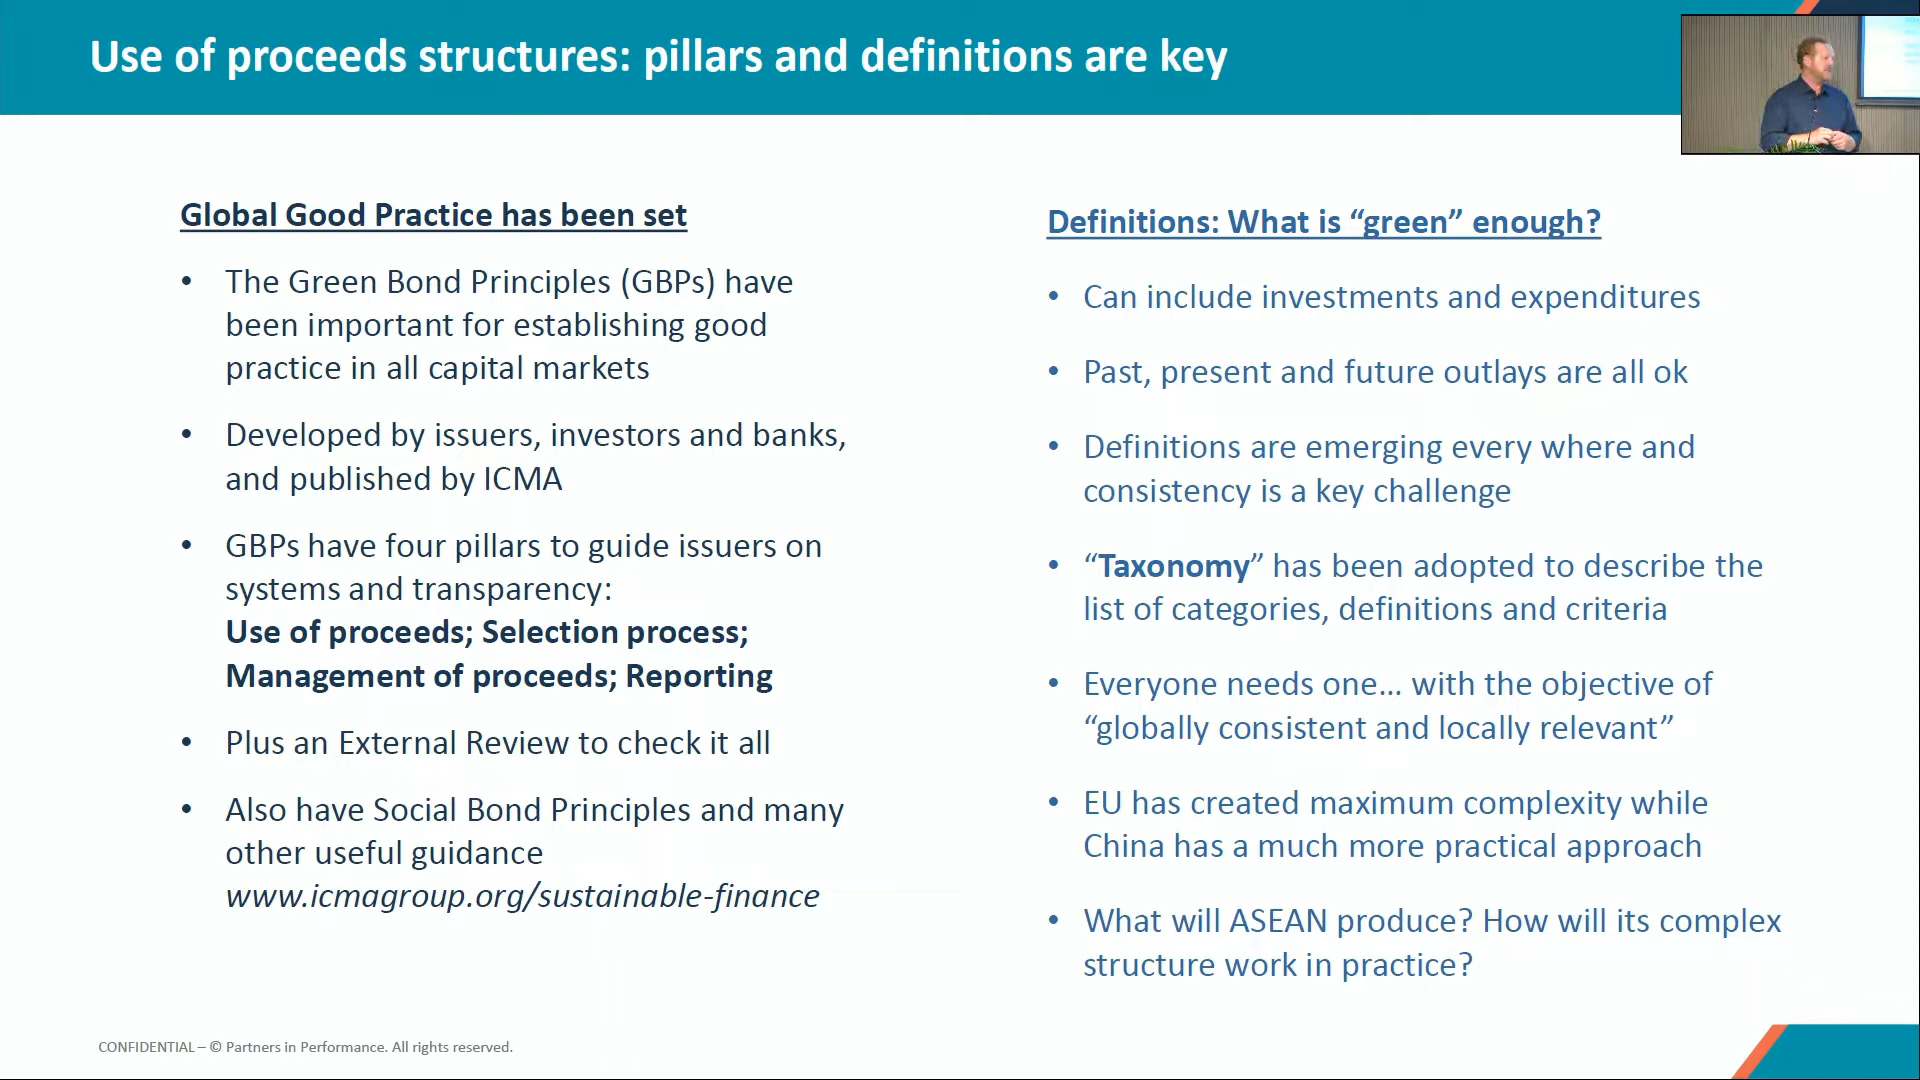 Use of proceeds structures: pillars and definitions are key
Global Good Practice has been set
• The Green Bond Principles (GBPs) have
been important for establishing good
practice in all capital markets
• Developed by issuers, investors and banks,
and published by ICMA
• GBPs have four pillars to guide issuers on
systems and transparency:
Use of proceeds; Selection process;
Management of proceeds; Reporting
• Plus an External Review to check it all
• Also have Social Bond Principles and many
other useful guidance
www.icmagroup.org/sustainable-finance
Definitions: What is “green” enough?
• Can include investments and expenditures
• Past, present and future outlays are all ok
• Definitions are emerging every where and
consistency is a key challenge
• “Taxonomy” has been adopted to describe the
list of categories, definitions and criteria
• Everyone needs one... with the objective of
“globally consistent and locally relevant”
• EU has created maximum complexity while
China has a much more practical approach
• What will ASEAN produce? How will its complex
structure work in practice?
CONFIDENTIAL – © Partners in Performance. All rights reserved.